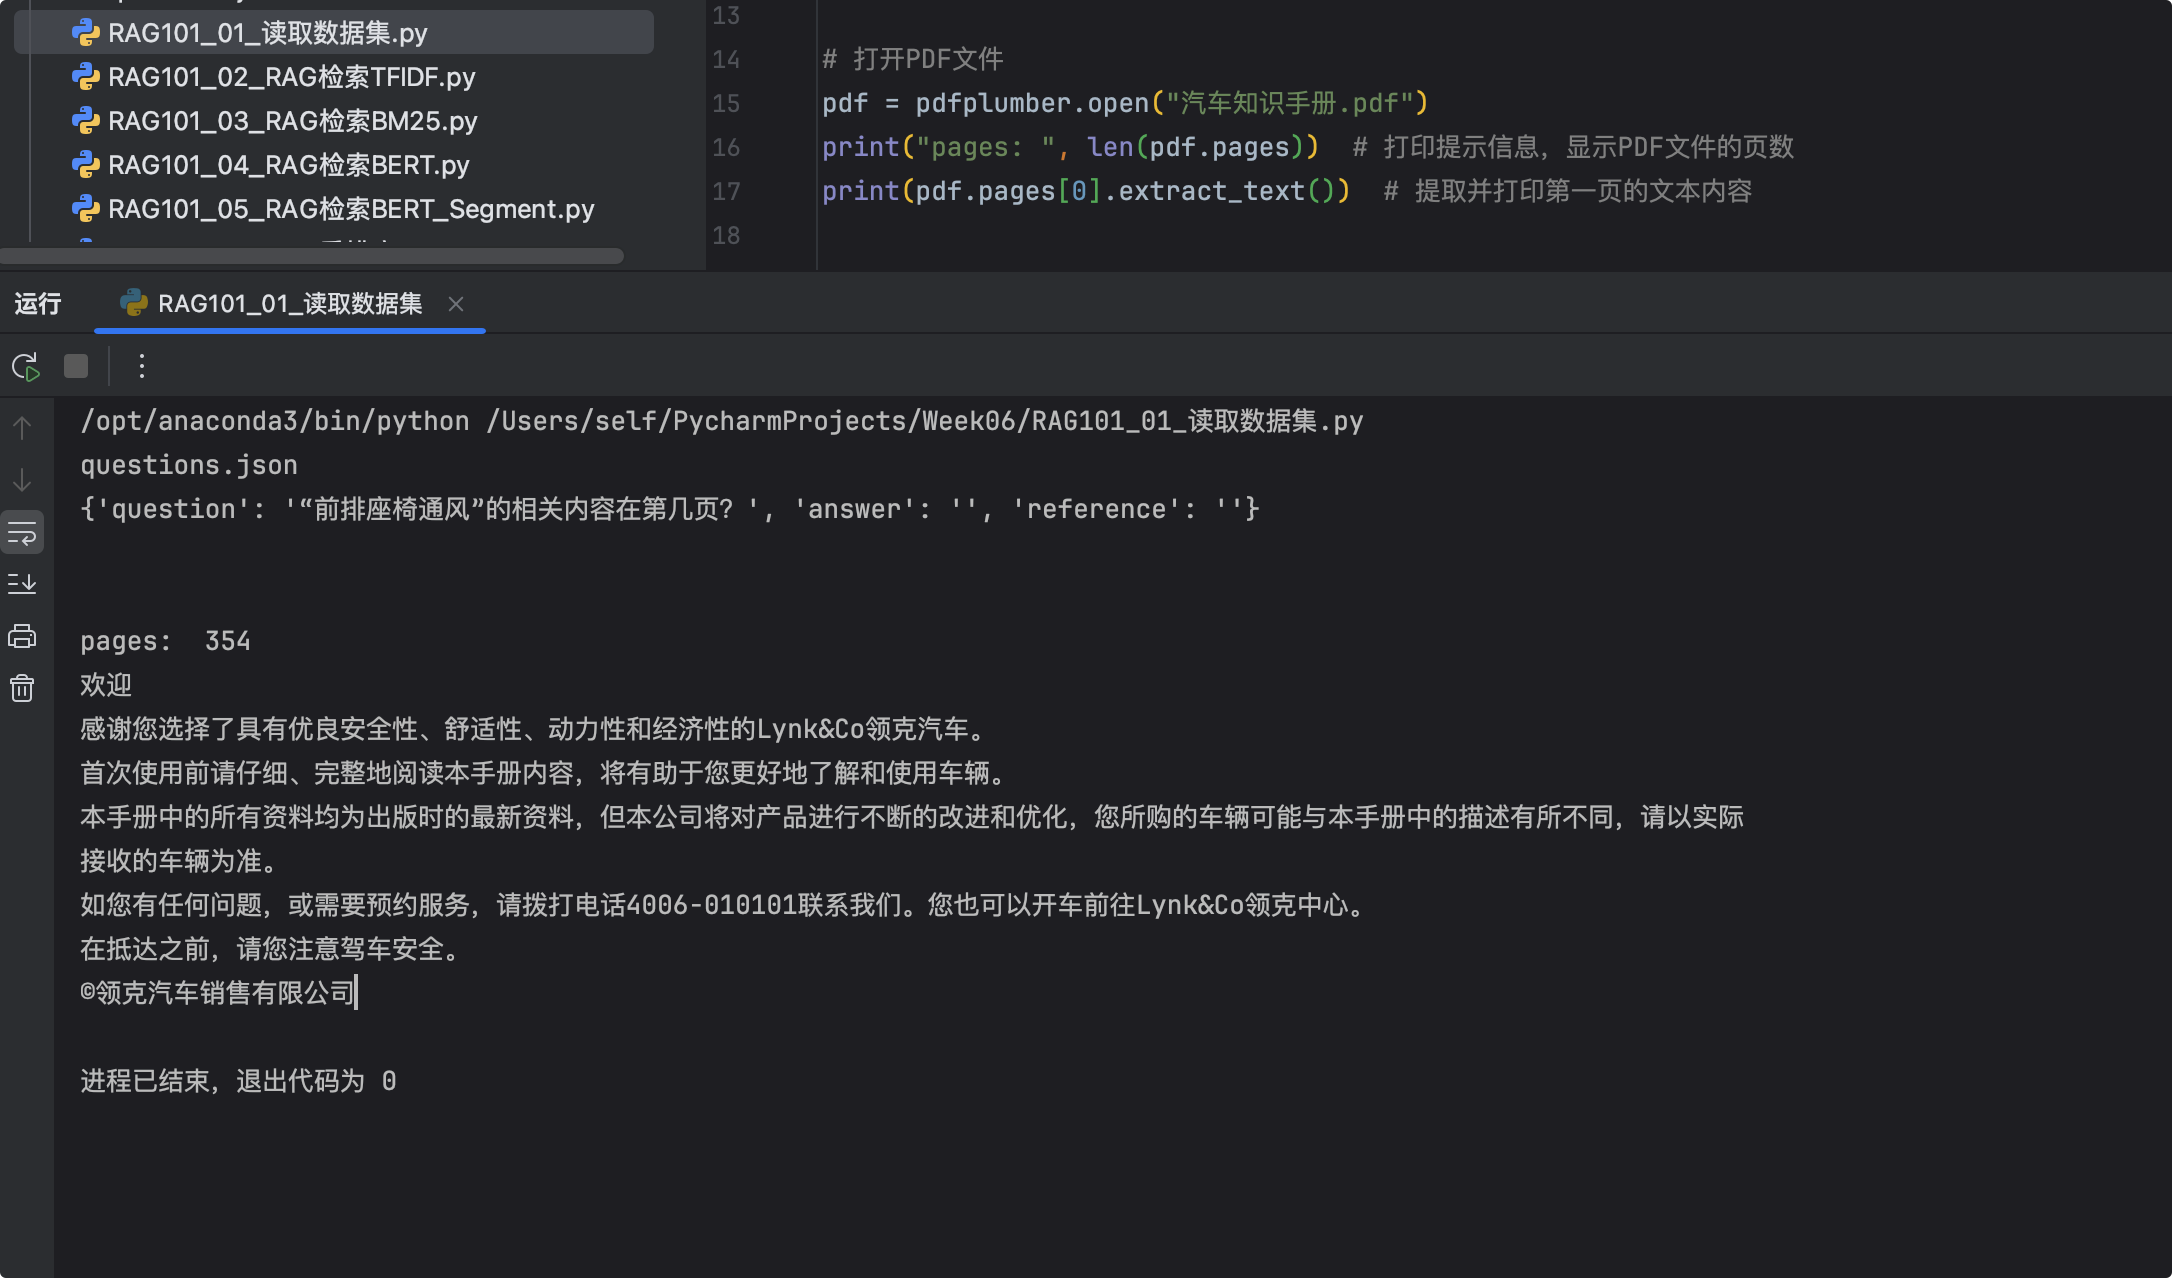 RAG101_01_读取数据集.py
RAG101_02_RAG检索TFIDF.py
RAG101_03_RAG检索BM25.py
RAG101_04_RAG检索BERT.py
RAG101_05_RAG检索BERT_Segment.py
13
14 # 打开PDF文件
15 pdf = pdfplumber.open("汽车知识手册.pdf")
16 print("pages: ", len(pdf.pages)) # 打印提示信息，显示PDF文件的页数
17 print(pdf.pages[0].extract_text()) # 提取并打印第一页的文本内容
18
运行 RAG101_01_读取数据集
/opt/anaconda3/bin/python /Users/self/PycharmProjects/Week06/RAG101_01_读取数据集.py
questions.json
{'question': '“前排座椅通风”的相关内容在第几页？', 'answer': '', 'reference': ''}
pages:  354
欢迎
感谢您选择了具有优良安全性、舒适性、动力性和经济性的Lynk&Co领克汽车。
首次使用前请仔细、完整地阅读本手册内容，将有助于您更好地了解和使用车辆。
本手册中的所有资料均为出版时的最新资料，但本公司将对产品进行不断的改进和优化，您所购的车辆可能与本手册中的描述有所不同，请以实际
接收的车辆为准。
如您有任何问题，或需要预约服务，请拨打电话4006-010101联系我们。您也可以开车前往Lynk&Co领克中心。
在抵达之前，请您注意驾车安全。
©领克汽车销售有限公司
进程已结束，退出代码为 0